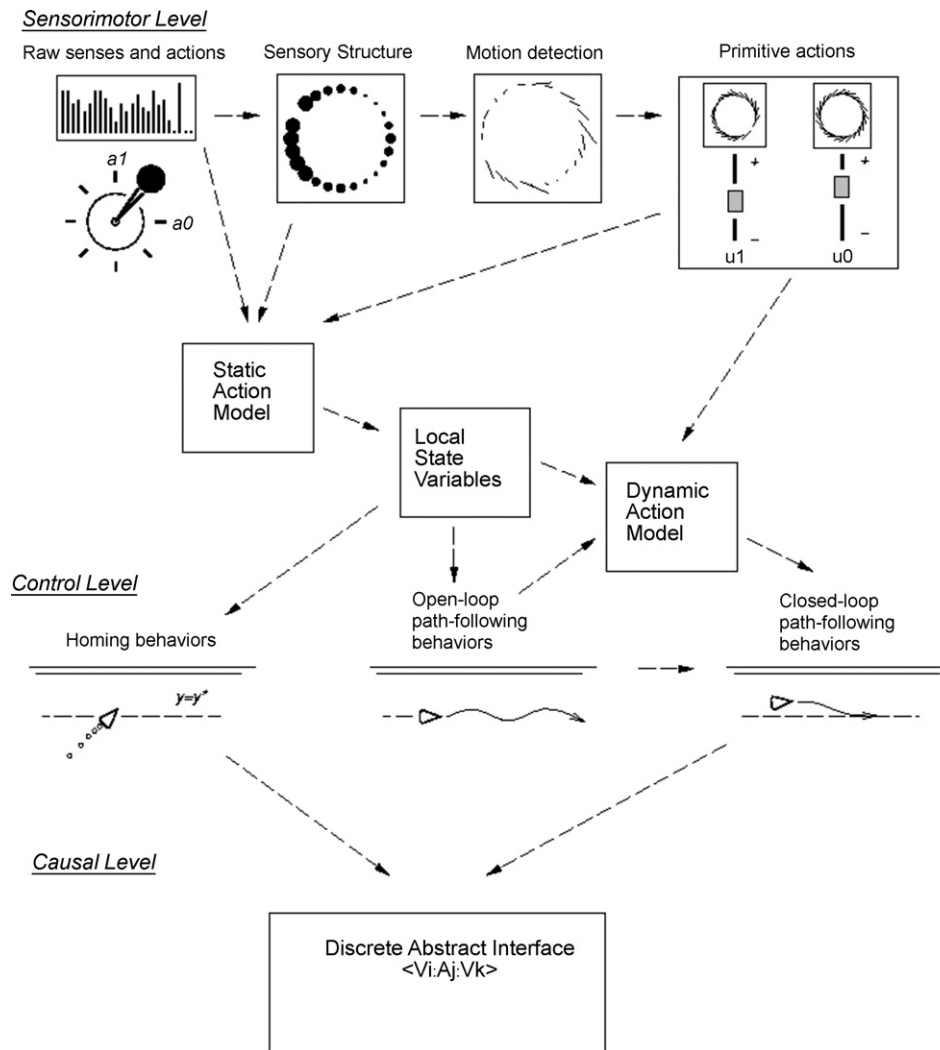 Sensorimotor Level
Raw senses and actions
Sensory Structure
Motion detection
Primitive actions
a1
a0
+
+
–
–
u1
u0
Static
Action
Model
Local
State
Variables
Dynamic
Action
Model
Control Level
Homing behaviors
Open-loop
path-following
behaviors
Closed-loop
path-following
behaviors
y=y*
Causal Level
Discrete Abstract Interface
<Vi:Aj:Vk>